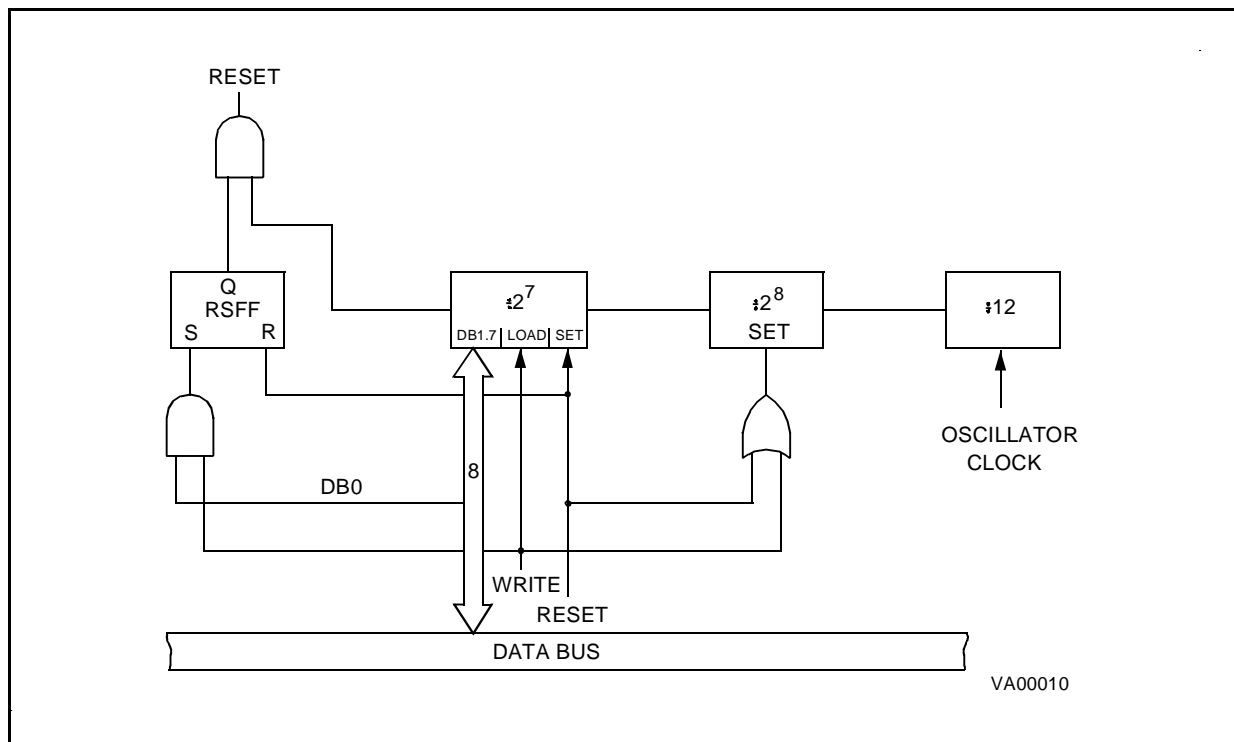 RESET
Q
RSFF
S R
÷2⁷
DB1.7 LOAD SET
÷2⁸
SET
÷12
OSCILLATOR
CLOCK
8
DB0
WRITE
RESET
DATA BUS
VA00010